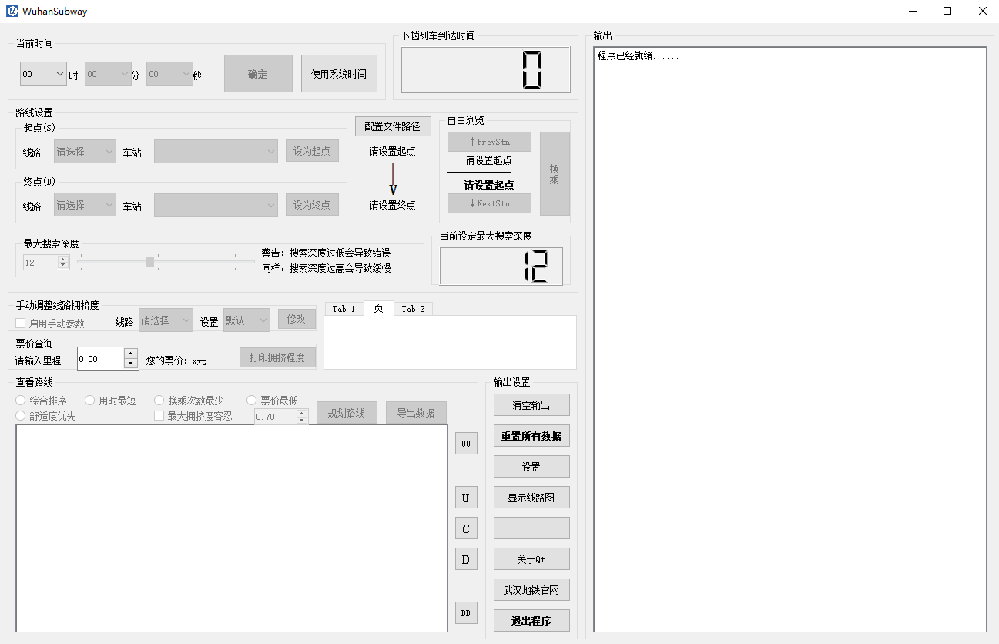 WuhanSubway
当前时间
00 时 00 分 00 秒
确定
使用系统时间
下趟列车到达时间
0
路线设置
起点(S)
线路 请选择 车站 设为起点
终点(D)
线路 请选择 车站 设为终点
配置文件路径
请设置起点
V
请设置终点
自由浏览
↑PrevStn
请设置起点
请设置起点
↓NextStn
换
乘
最大搜索深度
12
警告：搜索深度过低会导致错误
同样，搜索深度过高会导致缓慢
当前设定最大搜索深度
12
手动调整线路拥挤度
启用手动参数 线路 请选择 设置 默认 修改
票价查询
请输入里程 0.00 您的票价：x元 打印拥挤程度
Tab 1 页 Tab 2
查看路线
综合排序 用时最短 换乘次数最少 票价最低
舒适度优先 最大拥挤度容忍 0.70 规划路线 导出数据
UU
U
C
D
DD
输出设置
清空输出
重置所有数据
设置
显示线路图
关于Qt
武汉地铁官网
退出程序
输出
程序已经就绪......